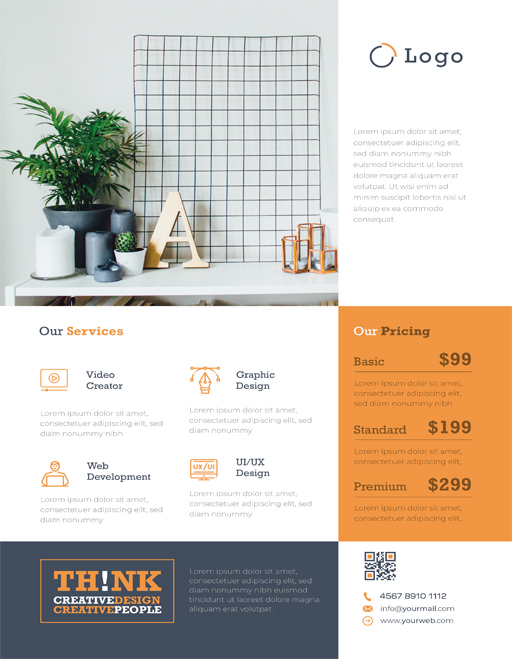 Logo
Lorem ipsum dolor sit amet,
consectetuer adipiscing elit,
sed diam nonummy nibh
euismod tincidunt ut laoreet
dolore magna aliquam erat
volutpat. Ut wisi enim ad
minim suscipit lobortis nisl ut
aliquip ex ea commodo
consequat.
A
Our Services
Video
Creator
Lorem ipsum dolor sit amet,
consectetuer adipiscing elit, sed
diam nonummy nibh
Graphic
Design
Lorem ipsum dolor sit amet,
consectetuer adipiscing elit, sed
diam nonummy
Web
Development
Lorem ipsum dolor sit amet,
consectetuer adipiscing elit, sed
diam nonummy
UX/UI
UI/UX
Design
Lorem ipsum dolor sit amet,
consectetuer adipiscing elit, sed
diam nonummy
Our Pricing
Basic $99
Lorem ipsum dolor sit amet,
consectetuer adipiscing elit,
sed diam nonummy nibh
Standard $199
Lorem ipsum dolor sit amet,
consectetuer adipiscing elit,
Premium $299
Lorem ipsum dolor sit amet,
consectetuer adipiscing elit,
TH!NK
CREATIVEDESIGN
CREATIVEPEOPLE
Lorem ipsum dolor sit amet,
consectetuer adipiscing elit, sed
diam nonummy nibh euismod
tincidunt ut laoreet dolore magna
aliquam erat volutpat.
4567 8910 1112
info@yourmail.com
www.yourweb.com